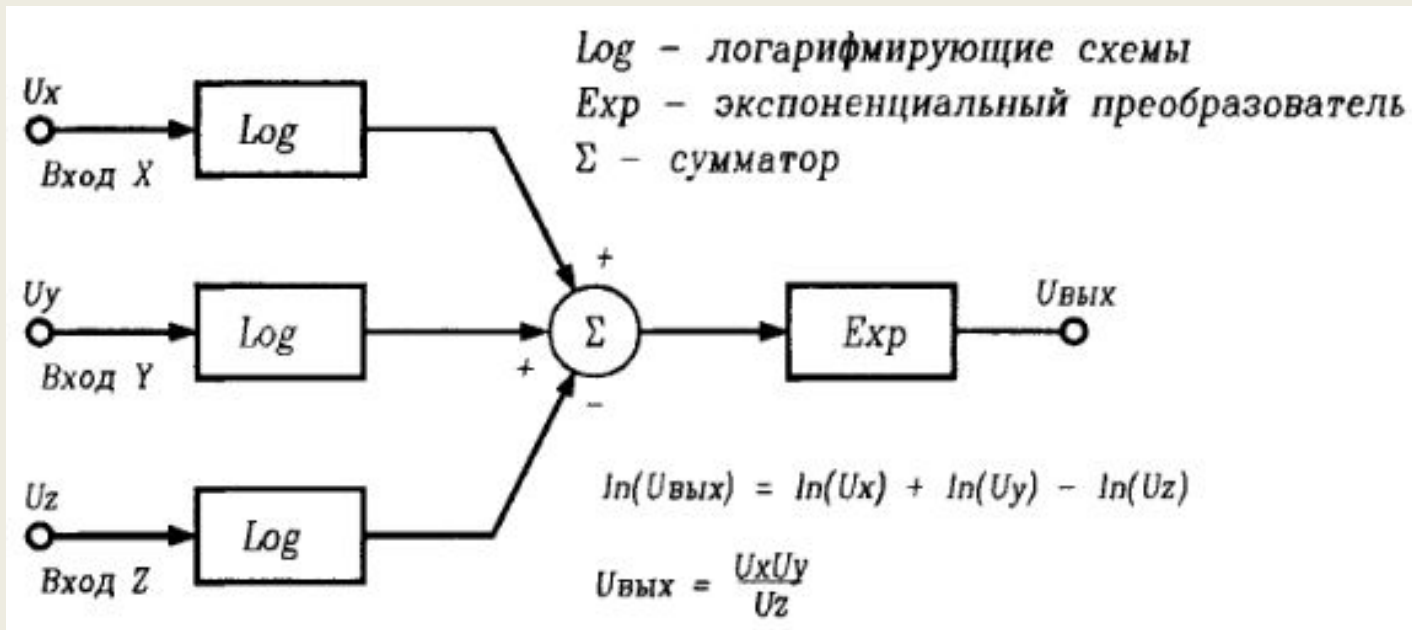 Log – логарифмирующие схемы
Exp – экспоненциальный преобразователь
Σ – сумматор
Ux
Log
Вход X
+
Uy
Log
Вход Y
+
Σ
Exp
Uвых
−
Uz
Log
Вход Z
ln(Uвых) = ln(Ux) + ln(Uy) − ln(Uz)
Uвых = UxUy
Uz